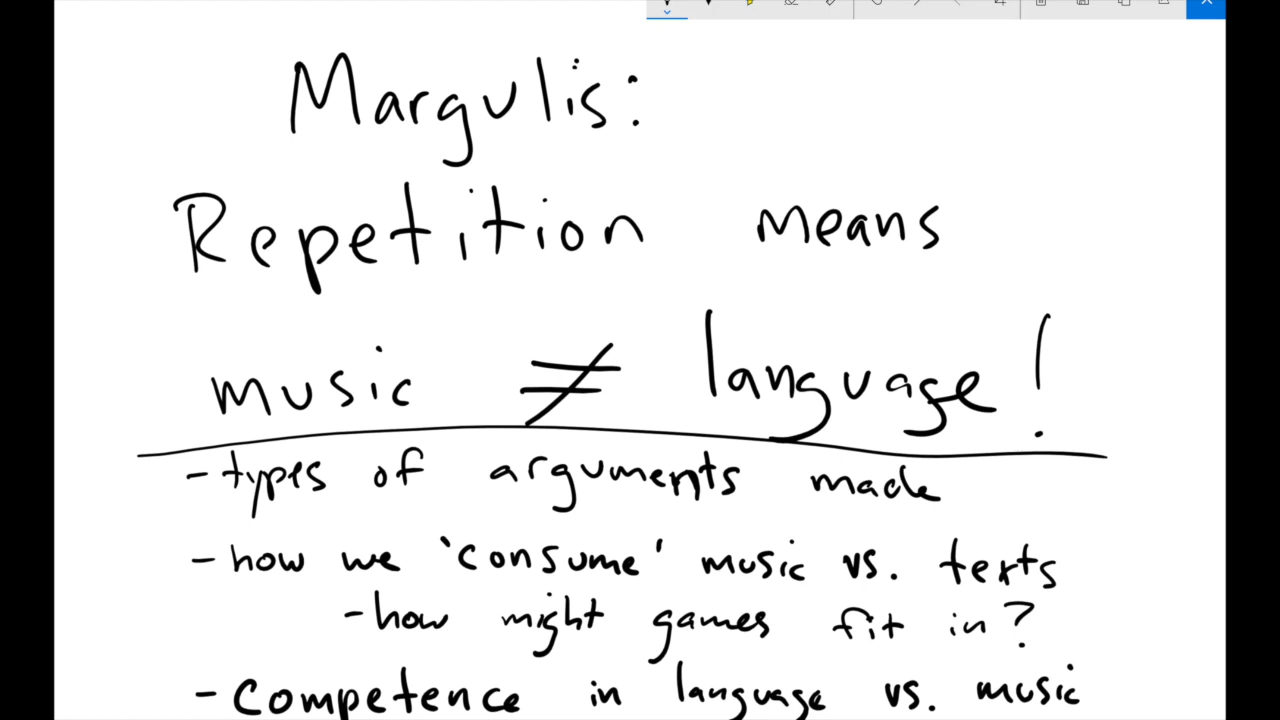 Margulis:
Repetition means
music ≠ language!
- types of arguments made
- how we 'consume' music vs. texts
- how might games fit in?
- competence in language vs. music